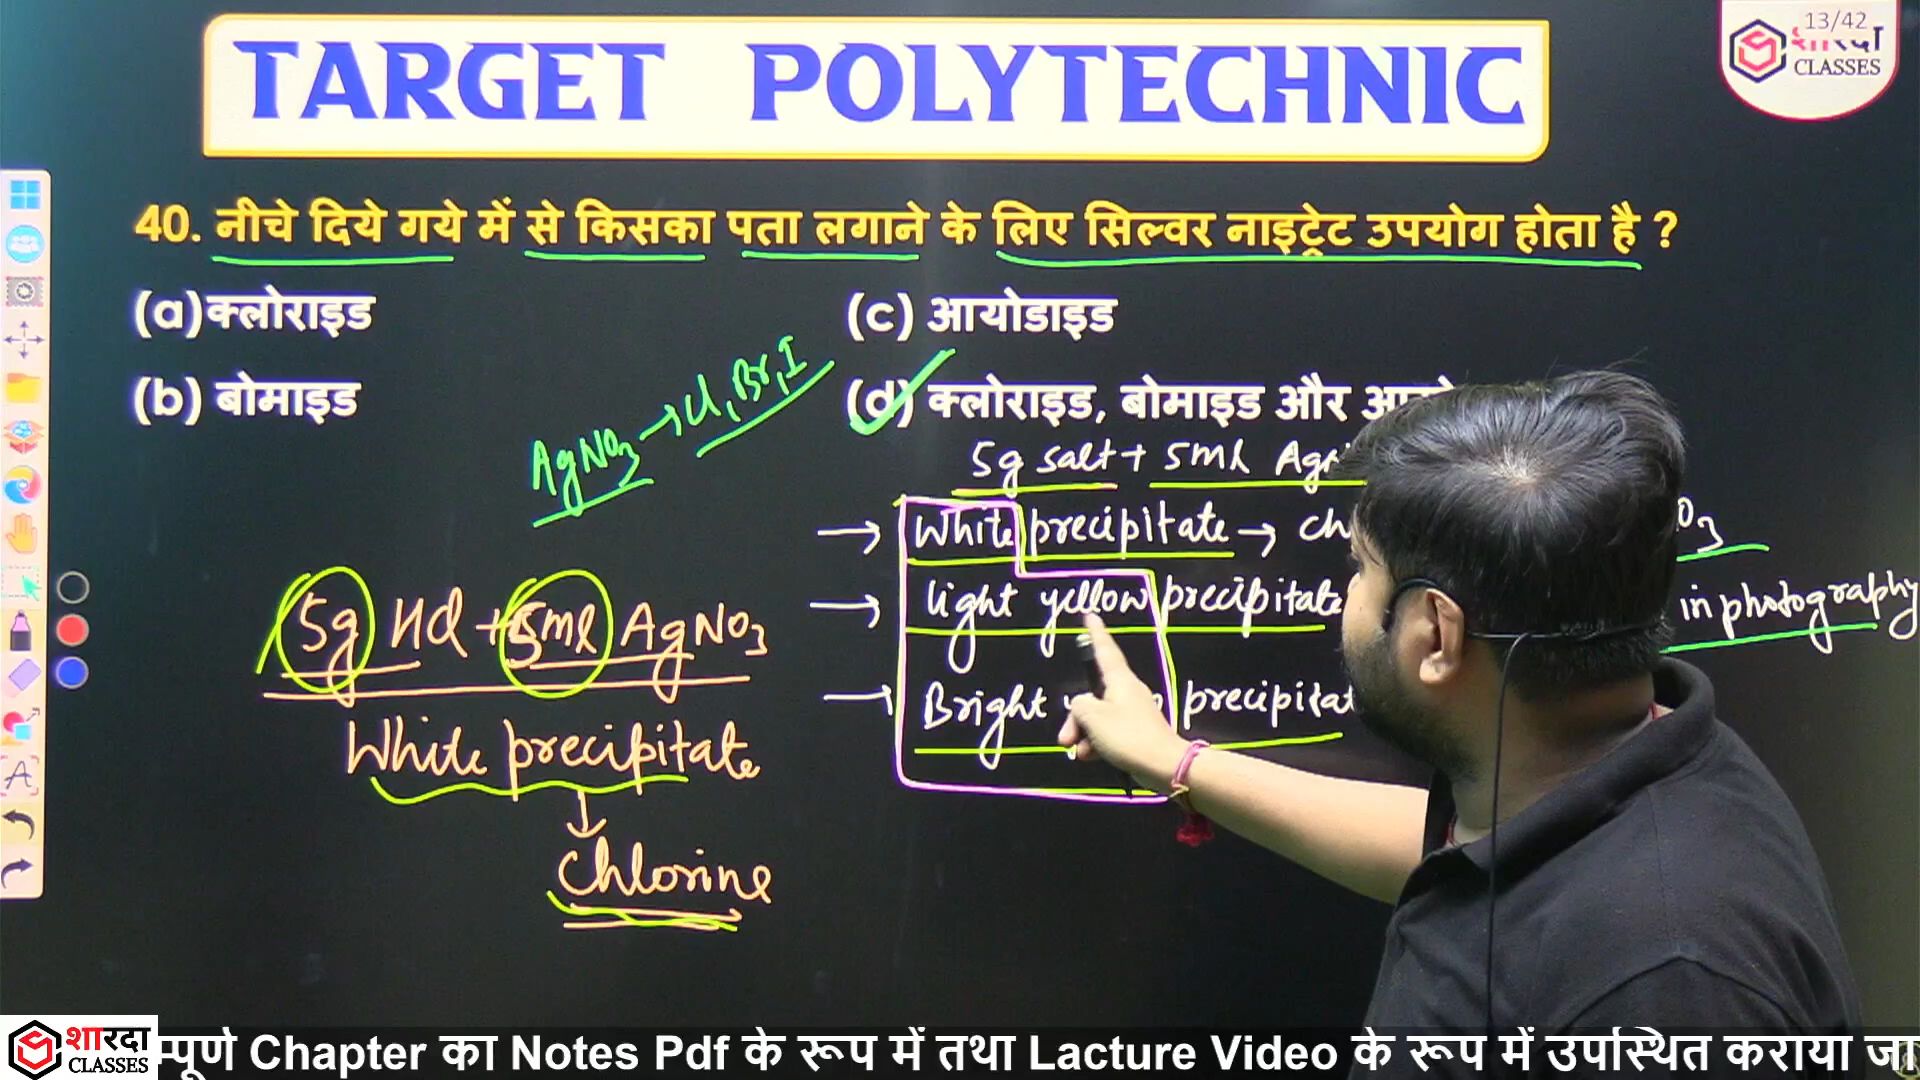 TARGET POLYTECHNIC
13/42
शारदा
CLASSES
40. नीचे दिये गये में से किसका पता लगाने के लिए सिल्वर नाइट्रेट उपयोग होता है ?
(a)क्लोराइड
(c) आयोडाइड
(b) बोमाइड
(d) क्लोराइड, बोमाइड और
AgNO3 → Cl, Br, I
5g salt + 5ml
→ White precipitate →
→ light yellow precipitate
in photography
→ Bright precipitat
5g HCl + 5ml AgNO3
White precipitate
↓
Chlorine
शारदा
CLASSES
म्पूर्ण Chapter का Notes Pdf के रूप में तथा Lacture Video के रूप में उपस्थित कराया जा